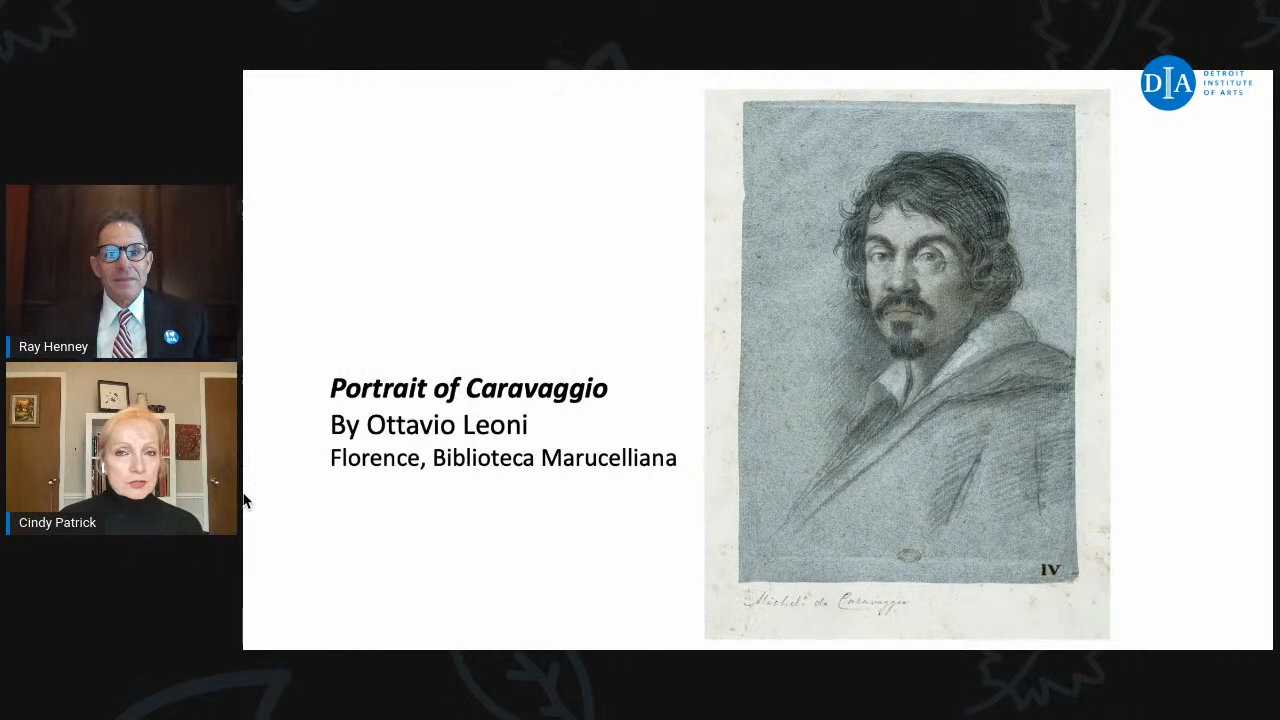 DIA
DETROIT
INSTITUTE
OF ARTS
Ray Henney
Cindy Patrick
Portrait of Caravaggio
By Ottavio Leoni
Florence, Biblioteca Marucelliana
IV